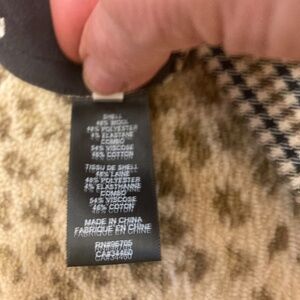 SHELL
48% WOOL
48% POLYESTER
4% ELASTANE
COMBO
54% VISCOSE
46% COTTON
TISSU DE SHELL
48% LAINE
48% POLYESTER
4% ELASTHANNE
COMBO
54% VISCOSE
46% COTON
MADE IN CHINA
FABRIQUE EN CHINE
RN#96705
CA#34460